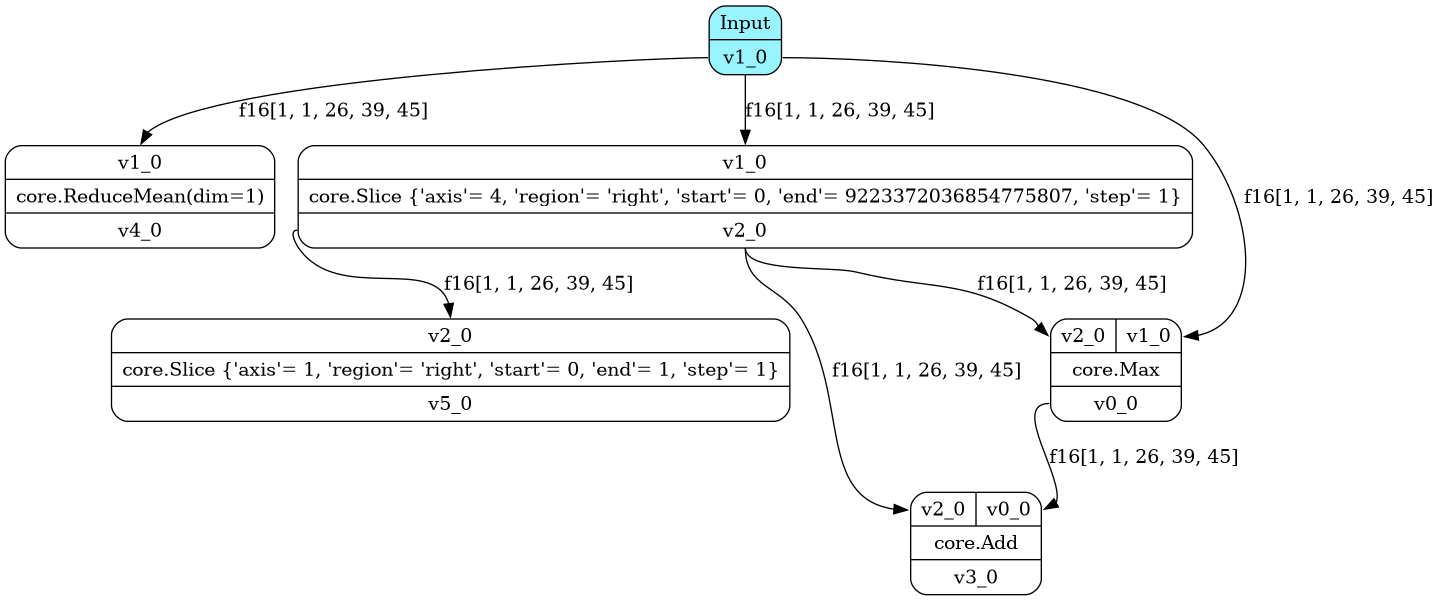 Input
v1_0
f16[1, 1, 26, 39, 45]
f16[1, 1, 26, 39, 45]
f16[1, 1, 26, 39, 45]
v1_0
core.ReduceMean(dim=1)
v4_0
v1_0
core.Slice {'axis'= 4, 'region'= 'right', 'start'= 0, 'end'= 9223372036854775807, 'step'= 1}
v2_0
f16[1, 1, 26, 39, 45]
f16[1, 1, 26, 39, 45]
f16[1, 1, 26, 39, 45]
v2_0
core.Slice {'axis'= 1, 'region'= 'right', 'start'= 0, 'end'= 1, 'step'= 1}
v5_0
v2_0 v1_0
core.Max
v0_0
f16[1, 1, 26, 39, 45]
v2_0 v0_0
core.Add
v3_0